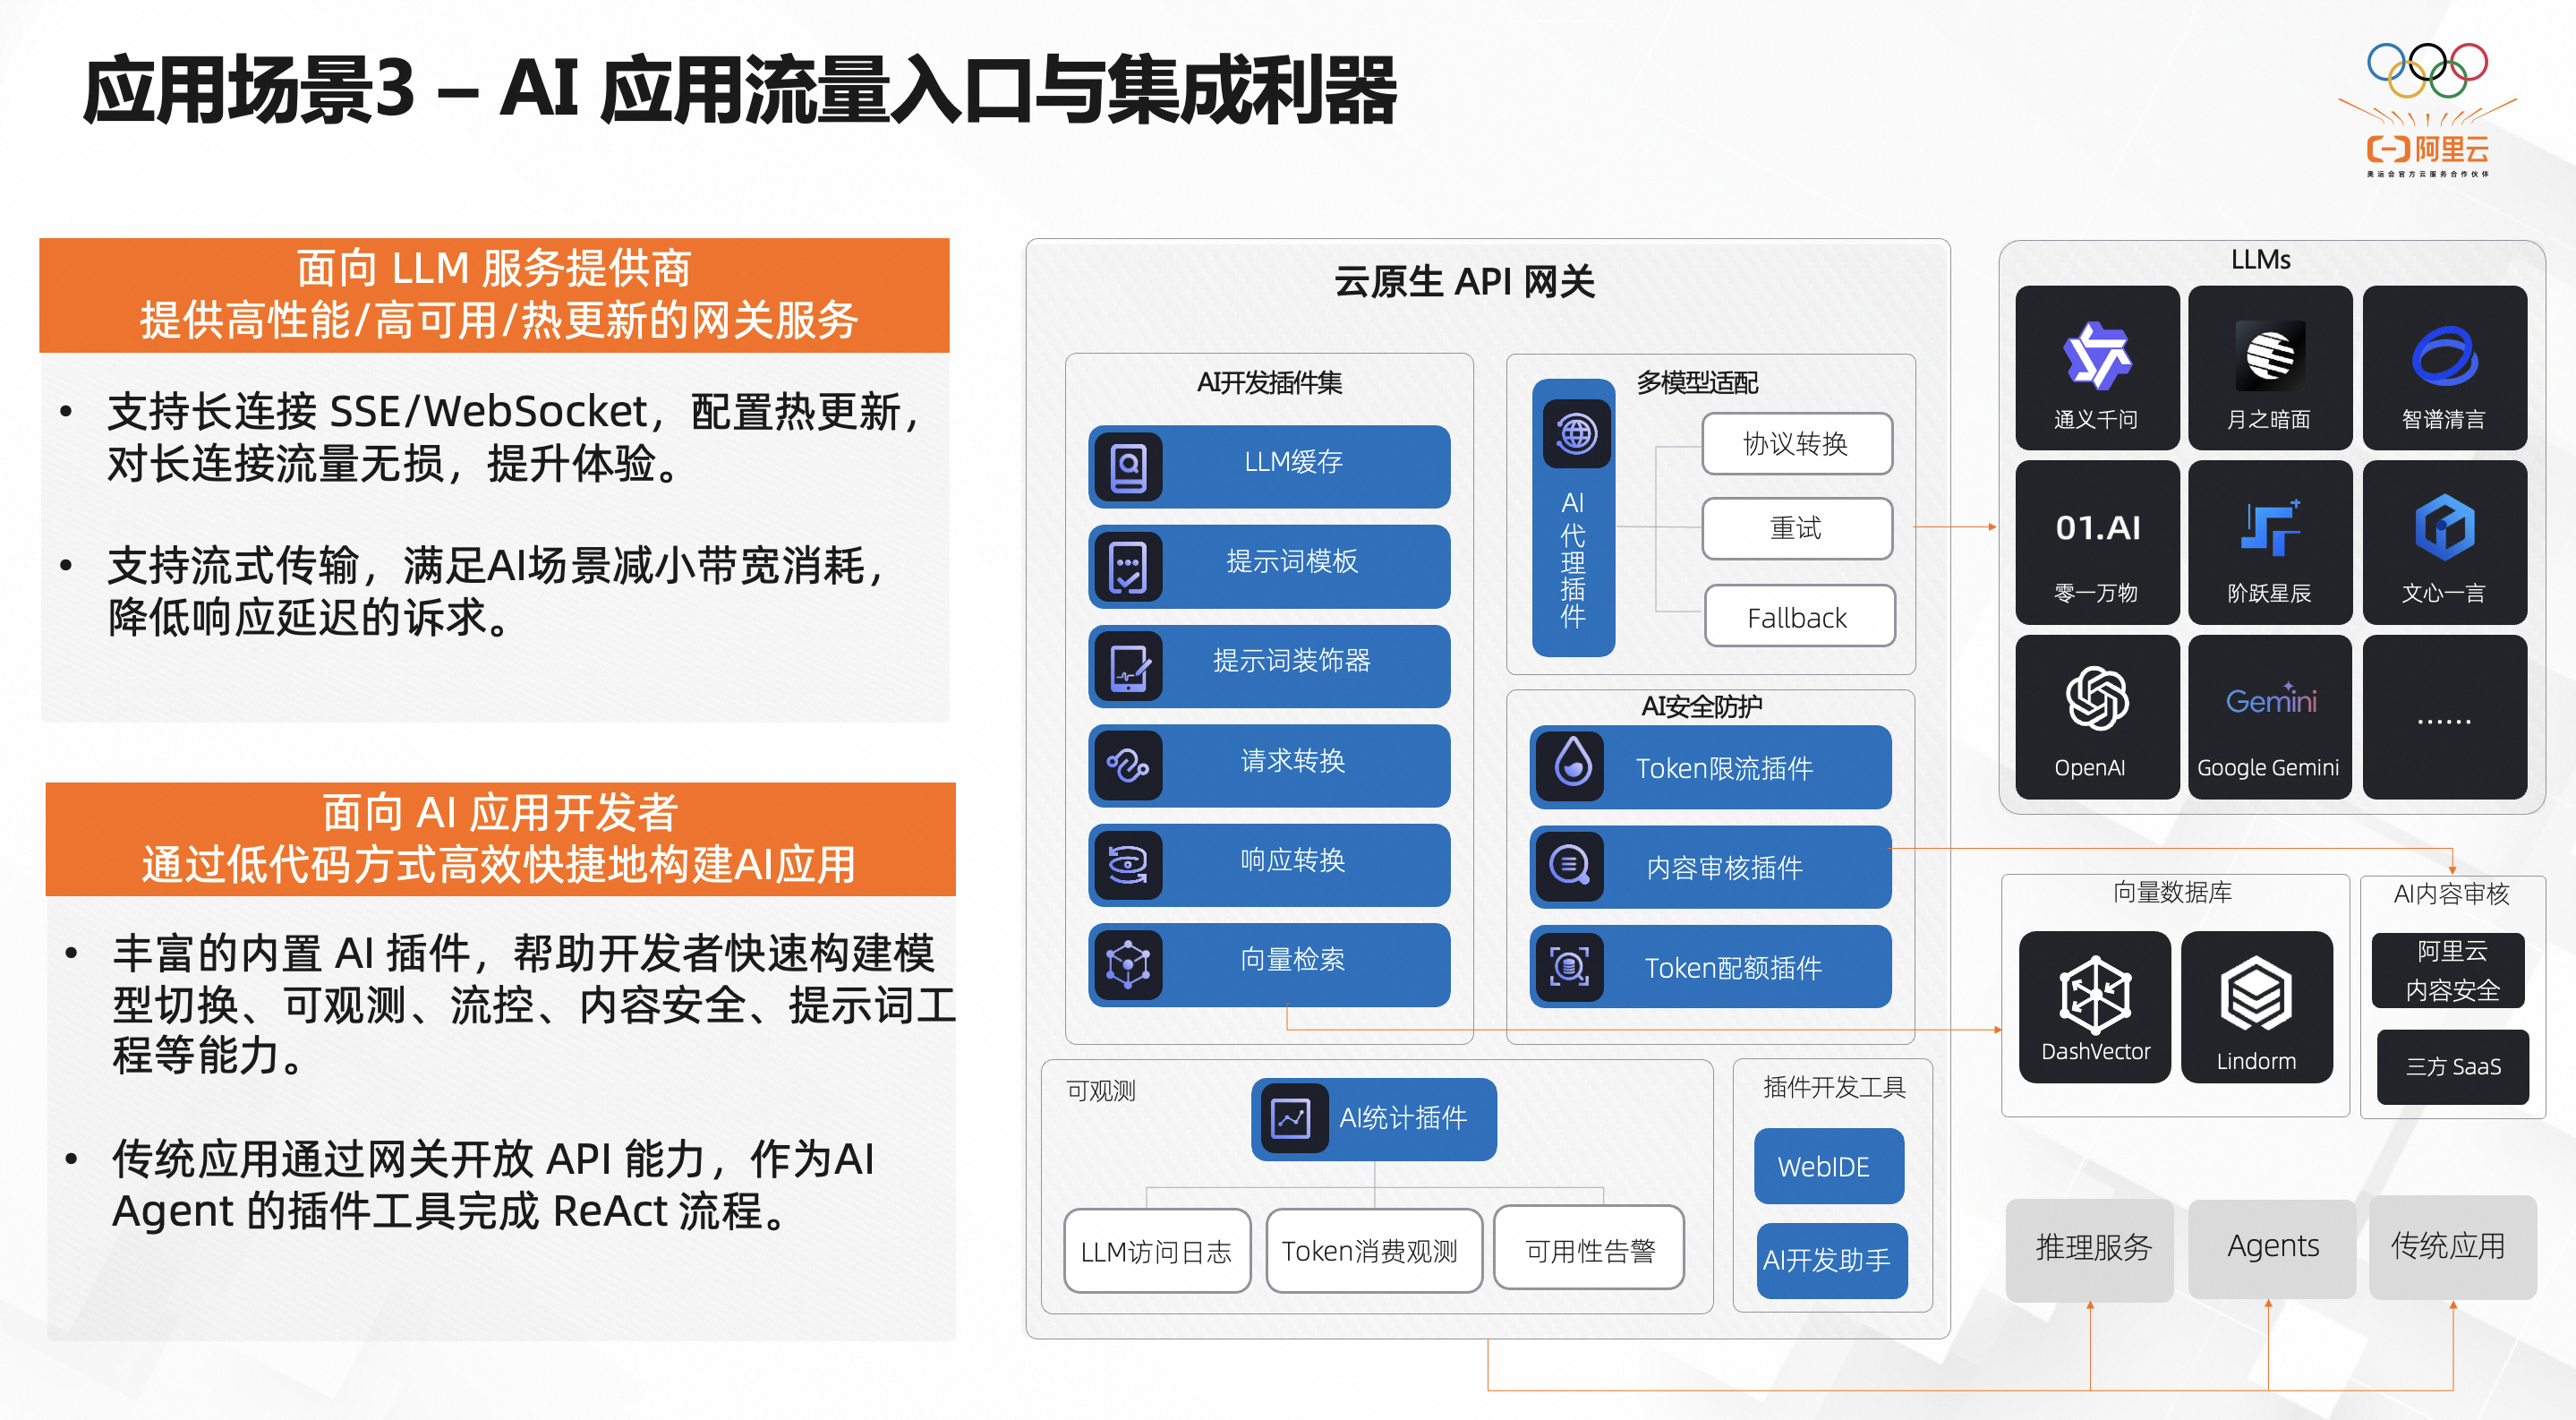 应用场景3 – AI 应用流量入口与集成利器
阿里云
奥运会官方云服务合作伙伴
面向 LLM 服务提供商
提供高性能/高可用/热更新的网关服务
• 支持长连接 SSE/WebSocket，配置热更新，
对长连接流量无损，提升体验。
• 支持流式传输，满足AI场景减小带宽消耗，
降低响应延迟的诉求。
面向 AI 应用开发者
通过低代码方式高效快捷地构建AI应用
• 丰富的内置 AI 插件，帮助开发者快速构建模
型切换、可观测、流控、内容安全、提示词工
程等能力。
• 传统应用通过网关开放 API 能力，作为AI
Agent 的插件工具完成 ReAct 流程。
云原生 API 网关
AI开发插件集
LLM缓存
提示词模板
提示词装饰器
请求转换
响应转换
向量检索
多模型适配
AI
代
理
插
件
协议转换
重试
Fallback
AI安全防护
Token限流插件
内容审核插件
Token配额插件
可观测
AI统计插件
LLM访问日志
Token消费观测
可用性告警
插件开发工具
WebIDE
AI开发助手
LLMs
通义千问
月之暗面
智谱清言
01.AI
零一万物
阶跃星辰
文心一言
OpenAI
Gemini
Google Gemini
......
向量数据库
DashVector
Lindorm
AI内容审核
阿里云
内容安全
三方 SaaS
推理服务
Agents
传统应用